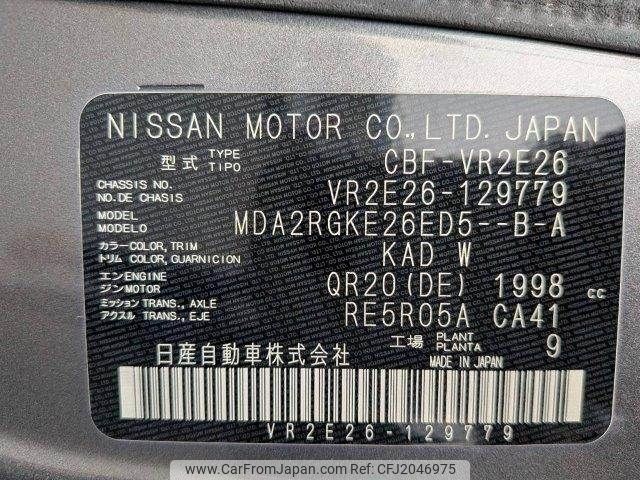 NISSAN MOTOR CO.,LTD. JAPAN
型式 TYPE TIPO CBF-VR2E26
CHASSIS NO. NO.DE CHASIS VR2E26-129779
MODEL MODELO MDA2RGKE26ED5--B-A
カラー COLOR, TRIM KAD W
トリム COLOR, GUARNICION
エンENGINE QR20(DE) 1998 cc
ジンMOTOR
ミッション TRANS., AXLE RE5R05A CA41
アクスル TRANS., EJE
工場 PLANT PLANTA 9
日産自動車株式会社 MADE IN JAPAN
VR2E26-129779
www.CarFromJapan.com | REF ID:CFJ2046975